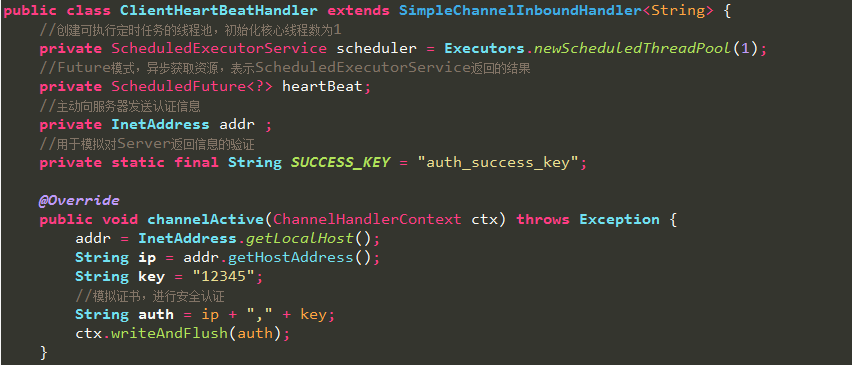 public class ClientHeartBeatHandler extends SimpleChannelInboundHandler<String> {
//创建可执行定时任务的线程池，初始化核心线程数为1
private ScheduledExecutorService scheduler = Executors.newScheduledThreadPool(1);
//Future模式，异步获取资源，表示ScheduledExecutorService返回的结果
private ScheduledFuture<?> heartBeat;
//主动向服务器发送认证信息
private InetAddress addr ;
//用于模拟对Server返回信息的验证
private static final String SUCCESS_KEY = "auth_success_key";
@Override
public void channelActive(ChannelHandlerContext ctx) throws Exception {
addr = InetAddress.getLocalHost();
String ip = addr.getHostAddress();
String key = "12345";
//模拟证书，进行安全认证
String auth = ip + "," + key;
ctx.writeAndFlush(auth);
}